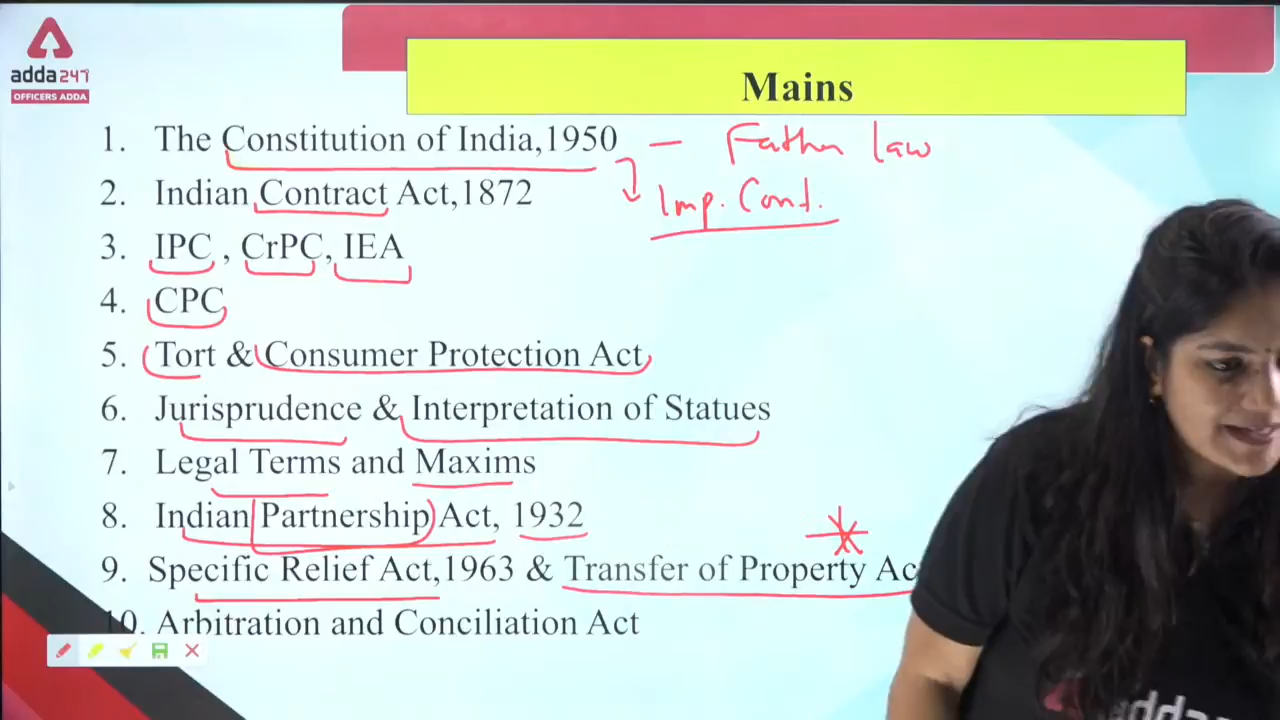 adda247
OFFICERS ADDA
Mains
1. The Constitution of India,1950 — Father law
Imp. Cont.
2. Indian Contract Act,1872
3. IPC , CrPC, IEA
4. CPC
5. Tort & Consumer Protection Act
6. Jurisprudence & Interpretation of Statues
7. Legal Terms and Maxims
8. Indian Partnership Act, 1932
9. Specific Relief Act,1963 & Transfer of Property Ac
10. Arbitration and Conciliation Act